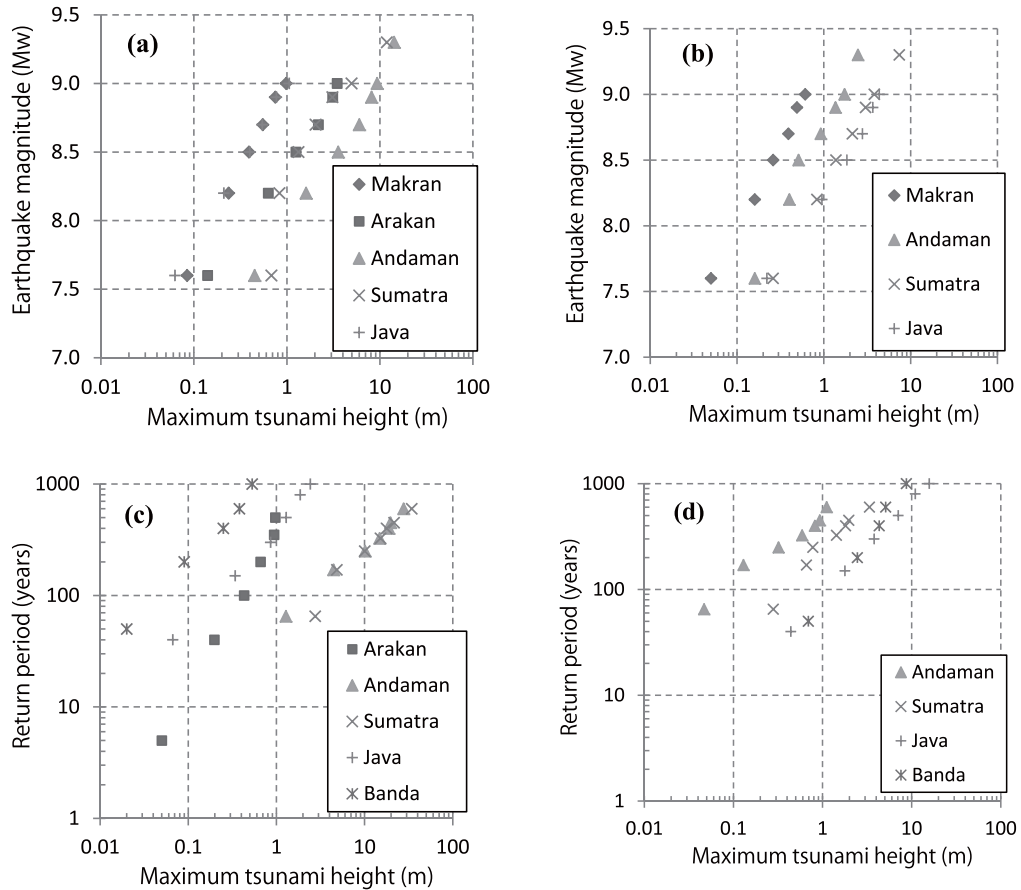 (a)
9.5
9.0
8.5
8.0
7.5
7.0
Earthquake magnitude (Mw)
Makran
Arakan
Andaman
Sumatra
Java
0.01 0.1 1 10 100
Maximum tsunami height (m)
(b)
9.5
9.0
8.5
8.0
7.5
7.0
Earthquake magnitude (Mw)
Makran
Andaman
Sumatra
Java
0.01 0.1 1 10 100
Maximum tsunami height (m)
(c)
1000
100
10
1
Return period (years)
Arakan
Andaman
Sumatra
Java
Banda
0.01 0.1 1 10 100
Maximum tsunami height (m)
(d)
1000
100
10
1
Return period (years)
Andaman
Sumatra
Java
Banda
0.01 0.1 1 10 100
Maximum tsunami height (m)